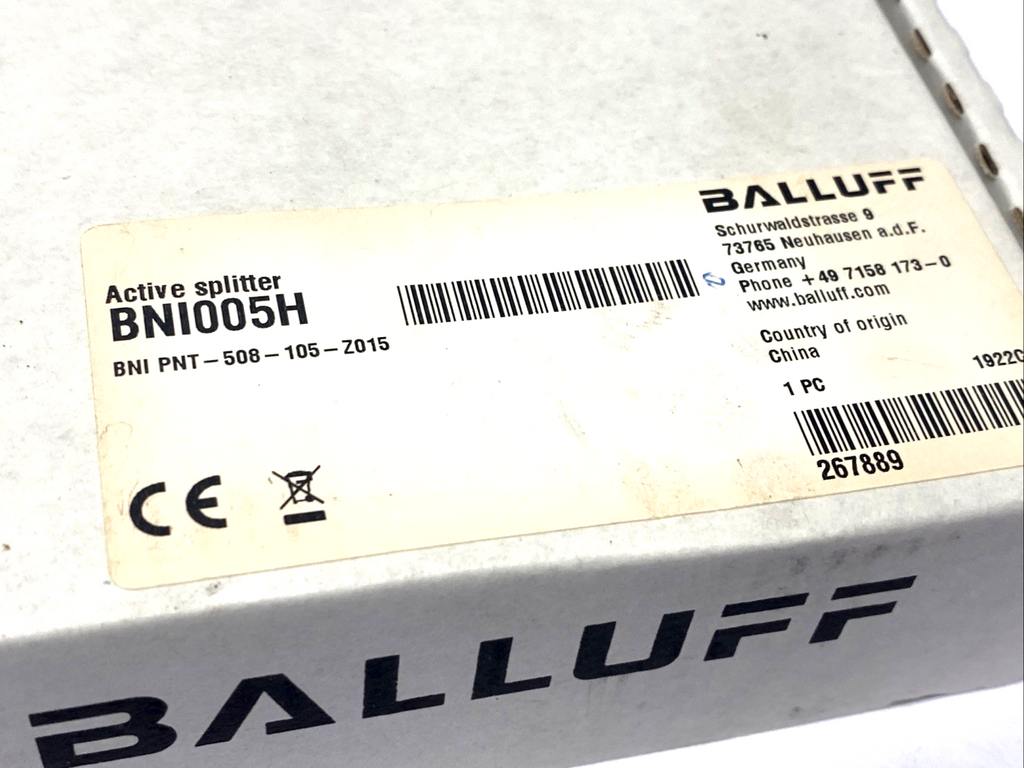 Active splitter
BNI005H
BNI PNT-508-105-Z015
CE
BALLUFF
Schurwaldstrasse 9
73765 Neuhausen a.d.F.
Germany
Phone +49 7158 173-0
www.balluff.com
Country of origin
China
1 PC
1922C
267889
BALLUFF